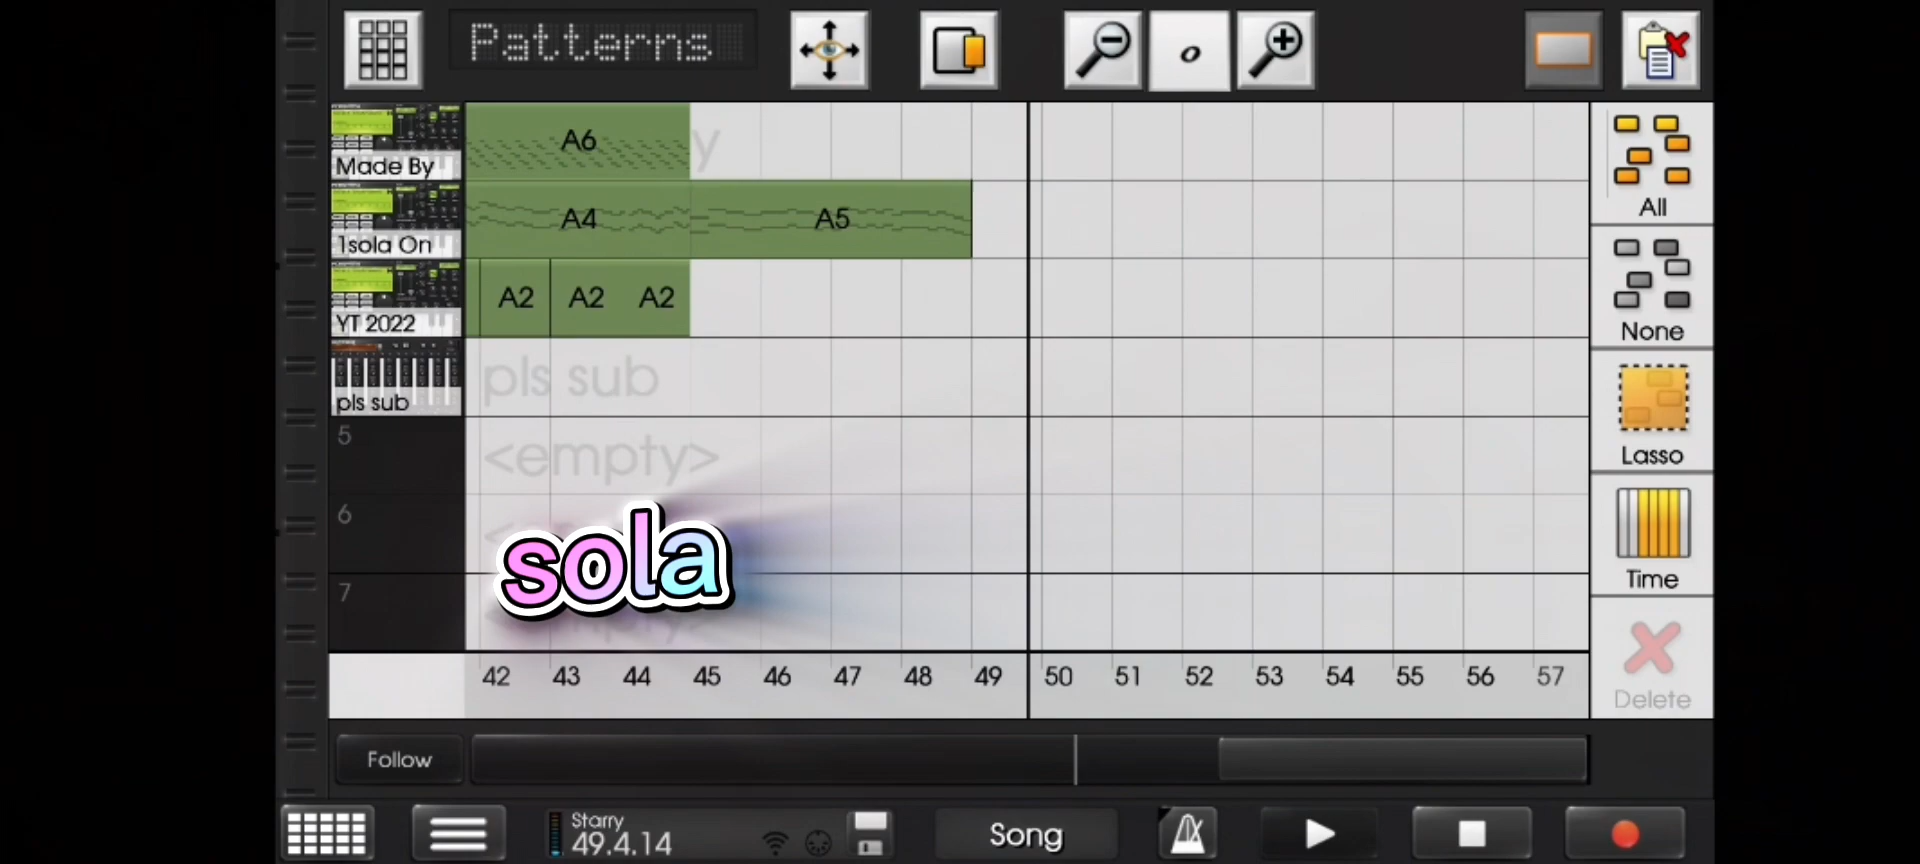 Patterns
All
None
Lasso
Time
Delete
Made By
A6
y
1sola On
A4
A5
YT 2022
A2
A2
A2
pls sub
pls sub
5
<empty>
6
7
sola
42 43 44 45 46 47 48 49 50 51 52 53 54 55 56 57
Follow
Starry
49.4.14
Song